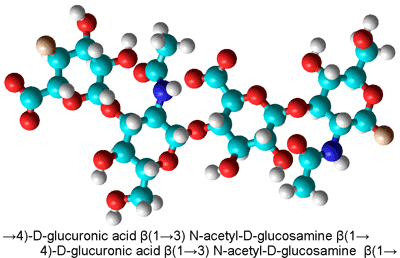 →4)-D-glucuronic acid β(1→3) N-acetyl-D-glucosamine β(1→
4)-D-glucuronic acid β(1→3) N-acetyl-D-glucosamine β(1→